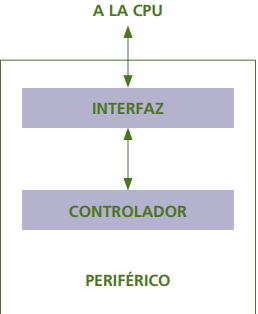 A LA CPU
INTERFAZ
CONTROLADOR
PERIFÉRICO